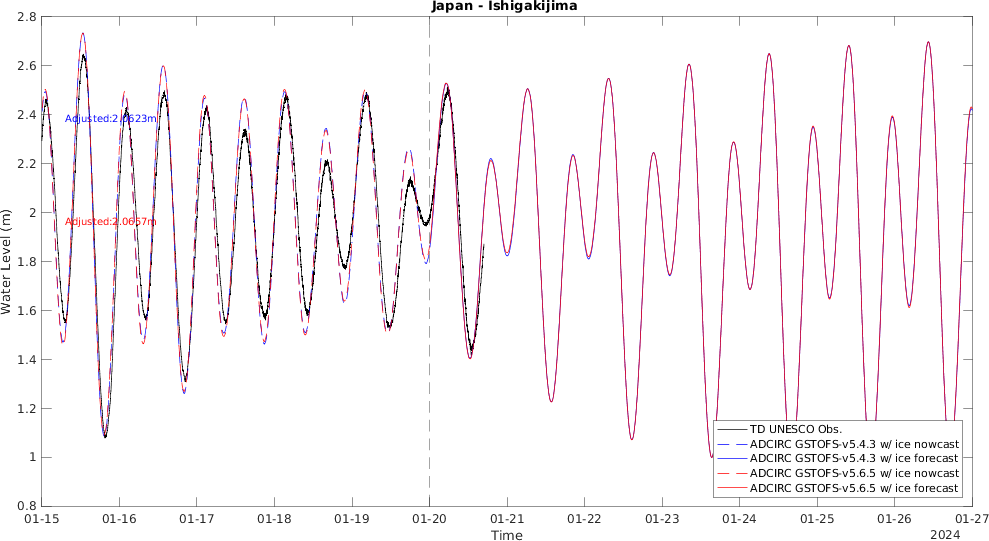 Japan - Ishigakijima
2.8
2.6
2.4
2.2
2
1.8
1.6
1.4
1.2
1
0.8
Water Level (m)
Adjusted:2.0623m
Adjusted:2.0667m
TD UNESCO Obs.
ADCIRC GSTOFS-v5.4.3 w/ ice nowcast
ADCIRC GSTOFS-v5.4.3 w/ ice forecast
ADCIRC GSTOFS-v5.6.5 w/ ice nowcast
ADCIRC GSTOFS-v5.6.5 w/ ice forecast
01-15 01-16 01-17 01-18 01-19 01-20 01-21 01-22 01-23 01-24 01-25 01-26 01-27
Time
2024